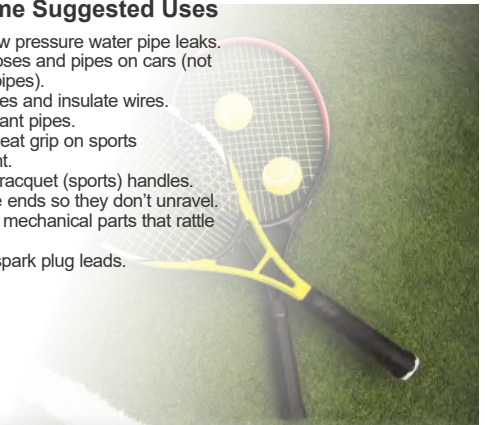 me Suggested Uses
w pressure water pipe leaks.
oses and pipes on cars (not
pipes).
es and insulate wires.
ant pipes.
eat grip on sports
nt.
racquet (sports) handles.
e ends so they don’t unravel.
mechanical parts that rattle
spark plug leads.